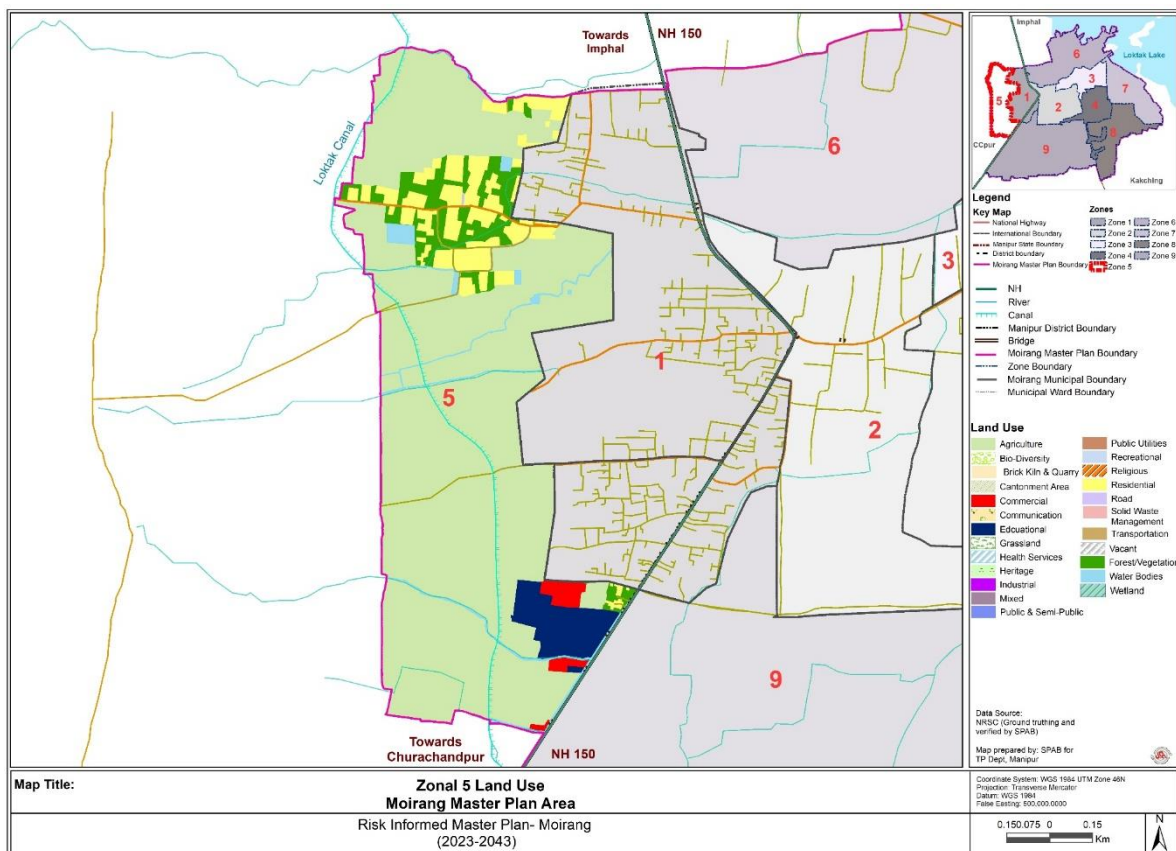 Towards
Imphal
NH 150
Loktak Canal
6
3
1
5
2
9
Towards
Churachandpur
NH 150
Imphal
Loktak Lake
6
3
7
5
1
2
4
8
9
CCpur
Kakching
Legend
Key Map
National Highway
International Boundary
Manipur State Boundary
District boundary
Moirang Master Plan Boundary
Zones
Zone 1
Zone 2
Zone 3
Zone 4
Zone 5
Zone 6
Zone 7
Zone 8
Zone 9
NH
River
Canal
Manipur District Boundary
Bridge
Moirang Master Plan Boundary
Zone Boundary
Moirang Municipal Boundary
Municipal Ward Boundary
Land Use
Agriculture
Bio-Diversity
Brick Kiln & Quarry
Cantonment Area
Commercial
Communication
Edcuational
Grassland
Health Services
Heritage
Industrial
Mixed
Public & Semi-Public
Public Utilities
Recreational
Religious
Residential
Road
Solid Waste
Management
Transportation
Vacant
Forest/Vegetation
Water Bodies
Wetland
Data Source:
NRSC (Ground truthing and
verified by SPAB)
Map prepared by: SPAB for
TP Dept, Manipur
Map Title:
Zonal 5 Land Use
Moirang Master Plan Area
Risk Informed Master Plan- Moirang
(2023-2043)
Coordinate System: WGS 1984 UTM Zone 46N
Projection: Transverse Mercator
Datum: WGS 1984
False Easting: 500,000.0000
0.150.075 0 0.15
Km
N